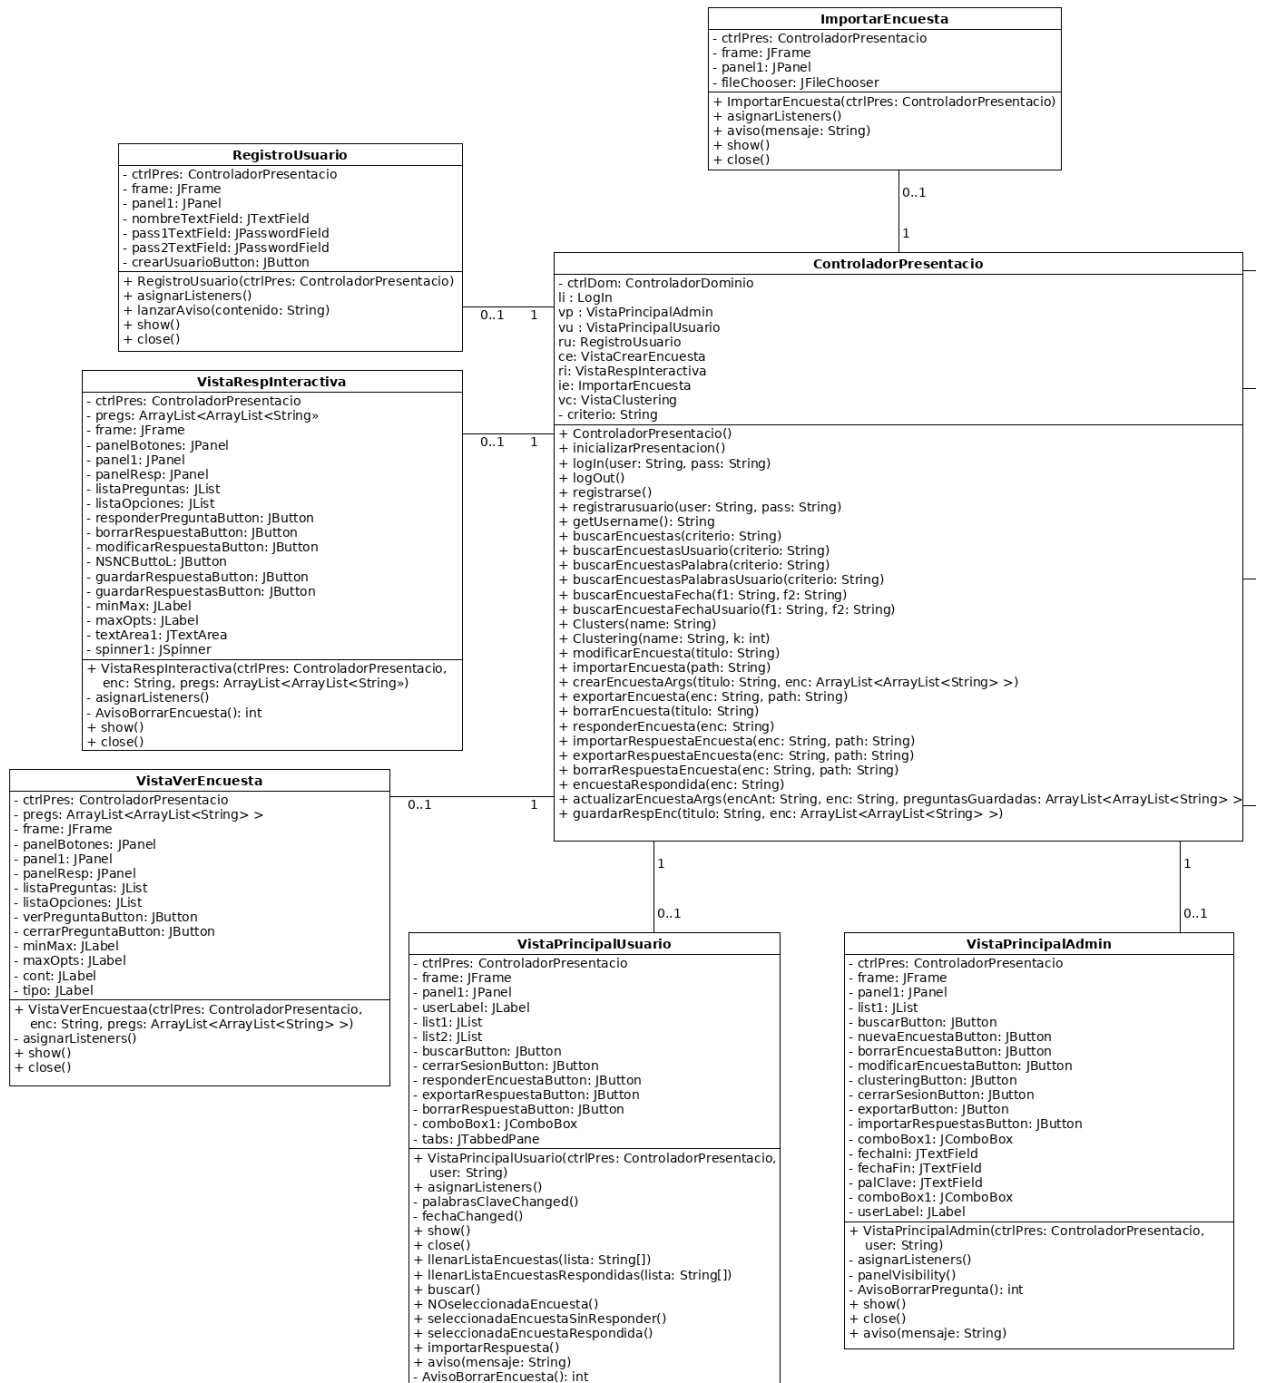 ImportarEncuesta
- ctrlPres: ControladorPresentacio
- frame: JFrame
- panel1: JPanel
- fileChooser: JFileChooser
+ ImportarEncuesta(ctrlPres: ControladorPresentacio)
+ asignarListeners()
+ aviso(mensaje: String)
+ show()
+ close()
0..1
1
RegistroUsuario
- ctrlPres: ControladorPresentacio
- frame: JFrame
- panel1: JPanel
- nombreTextField: JTextField
- pass1TextField: JPasswordField
- pass2TextField: JPasswordField
- crearUsuarioButton: JButton
+ RegistroUsuario(ctrlPres: ControladorPresentacio)
+ asignarListeners()
+ lanzarAviso(contenido: String)
+ show()
+ close()
0..1
1
ControladorPresentacio
- ctrlDom: ControladorDominio
li : LogIn
vp : VistaPrincipalAdmin
vu : VistaPrincipalUsuario
ru: RegistroUsuario
ce: VistaCrearEncuesta
ri: VistaRespInteractiva
ie: ImportarEncuesta
vc: VistaClustering
- criterio: String
+ ControladorPresentacio()
+ inicializarPresentacion()
+ logIn(user: String, pass: String)
+ logOut()
+ registrarse()
+ registrarusuario(user: String, pass: String)
+ getUsername(): String
+ buscarEncuestas(criterio: String)
+ buscarEncuestasUsuario(criterio: String)
+ buscarEncuestasPalabra(criterio: String)
+ buscarEncuestasPalabrasUsuario(criterio: String)
+ buscarEncuestaFecha(f1: String, f2: String)
+ buscarEncuestaFechaUsuario(f1: String, f2: String)
+ Clusters(name: String)
+ Clustering(name: String, k: int)
+ modificarEncuesta(titulo: String)
+ importarEncuesta(path: String)
+ crearEncuestaArgs(titulo: String, enc: ArrayList<ArrayList<String> >)
+ exportarEncuesta(enc: String, path: String)
+ borrarEncuesta(titulo: String)
+ responderEncuesta(enc: String)
+ importarRespuestaEncuesta(enc: String, path: String)
+ exportarRespuestaEncuesta(enc: String, path: String)
+ borrarRespuestaEncuesta(enc: String, path: String)
+ encuestaRespondida(enc: String)
+ actualizarEncuestaArgs(encAnt: String, enc: String, preguntasGuardadas: ArrayList<ArrayList<String> >
+ guardarRespEnc(titulo: String, enc: ArrayList<ArrayList<String> >)
VistaRespInteractiva
- ctrlPres: ControladorPresentacio
- pregs: ArrayList<ArrayList<String»
- frame: JFrame
- panelBotones: JPanel
- panel1: JPanel
- panelResp: JPanel
- listaPreguntas: JList
- listaOpciones: JList
- responderPreguntaButton: JButton
- borrarRespuestaButton: JButton
- modificarRespuestaButton: JButton
- NSNCButtoL: JButton
- guardarRespuestaButton: JButton
- guardarRespuestasButton: JButton
- minMax: JLabel
- maxOpts: JLabel
- textArea1: JTextArea
- spinner1: JSpinner
+ VistaRespInteractiva(ctrlPres: ControladorPresentacio,
enc: String, pregs: ArrayList<ArrayList<String»)
- asignarListeners()
- AvisoBorrarEncuesta(): int
+ show()
+ close()
0..1
1
VistaVerEncuesta
- ctrlPres: ControladorPresentacio
- pregs: ArrayList<ArrayList<String> >
- frame: JFrame
- panelBotones: JPanel
- panel1: JPanel
- panelResp: JPanel
- listaPreguntas: JList
- listaOpciones: JList
- verPreguntaButton: JButton
- cerrarPreguntaButton: JButton
- minMax: JLabel
- maxOpts: JLabel
- cont: JLabel
- tipo: JLabel
+ VistaVerEncuestaa(ctrlPres: ControladorPresentacio,
enc: String, pregs: ArrayList<ArrayList<String> >)
- asignarListeners()
+ show()
+ close()
0..1
1
1
0..1
1
0..1
VistaPrincipalUsuario
- ctrlPres: ControladorPresentacio
- frame: JFrame
- panel1: JPanel
- userLabel: JLabel
- list1: JList
- list2: JList
- buscarButton: JButton
- cerrarSesionButton: JButton
- responderEncuestaButton: JButton
- exportarRespuestaButton: JButton
- borrarRespuestaButton: JButton
- comboBox1: JComboBox
- tabs: JTabbedPane
+ VistaPrincipalUsuario(ctrlPres: ControladorPresentacio,
user: String)
+ asignarListeners()
- palabrasClaveChanged()
- fechaChanged()
+ show()
+ close()
+ llenarListaEncuestas(lista: String[])
+ llenarListaEncuestasRespondidas(lista: String[])
+ buscar()
+ NOseleccionadaEncuesta()
+ seleccionadaEncuestaSinResponder()
+ seleccionadaEncuestaRespondida()
+ importarRespuesta()
+ aviso(mensaje: String)
- AvisoBorrarEncuesta(): int
VistaPrincipalAdmin
- ctrlPres: ControladorPresentacio
- frame: JFrame
- panel1: JPanel
- list1: JList
- buscarButton: JButton
- nuevaEncuestaButton: JButton
- borrarEncuestaButton: JButton
- modificarEncuestaButton: JButton
- clusteringButton: JButton
- cerrarSesionButton: JButton
- exportarButton: JButton
- importarRespuestasButton: JButton
- comboBox1: JComboBox
- fechaIni: JTextField
- fechaFin: JTextField
- palClave: JTextField
- comboBox1: JComboBox
- userLabel: JLabel
+ VistaPrincipalAdmin(ctrlPres: ControladorPresentacio,
user: String)
- asignarListeners()
- panelVisibility()
- AvisoBorrarPregunta(): int
+ show()
+ close()
+ aviso(mensaje: String)